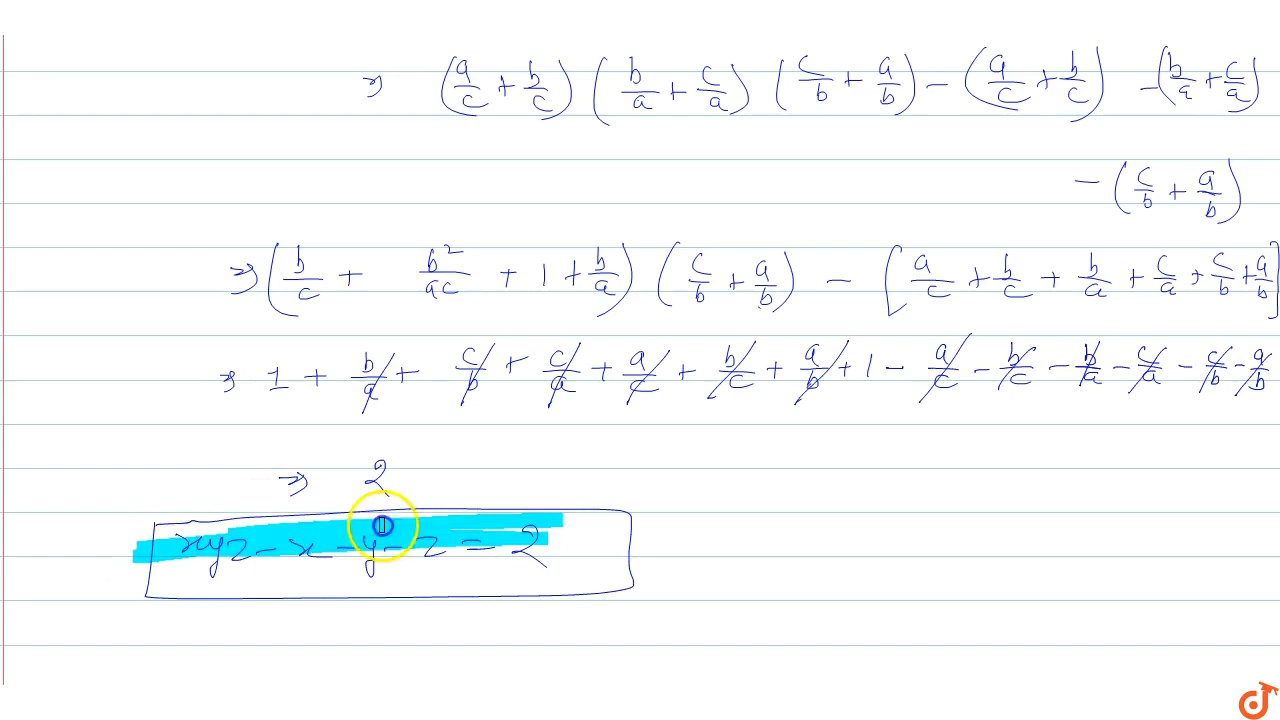 ⇒ (a/c + b/c) (b/a + c/a) (c/b + a/b) - (a/c + b/c) - (b/a + c/a)
- (c/b + a/b)
⇒ (b/c + b²/ac + 1 + b/a) (c/b + a/b) - [a/c + b/c + b/a + c/a + c/b + a/b]
⇒ 1 + b/a + c/b + c/a + a/c + b/c + a/b + 1 - a/c - b/c - b/a - c/a - c/b - a/b
⇒ 2
xyz - x - y - z = 2